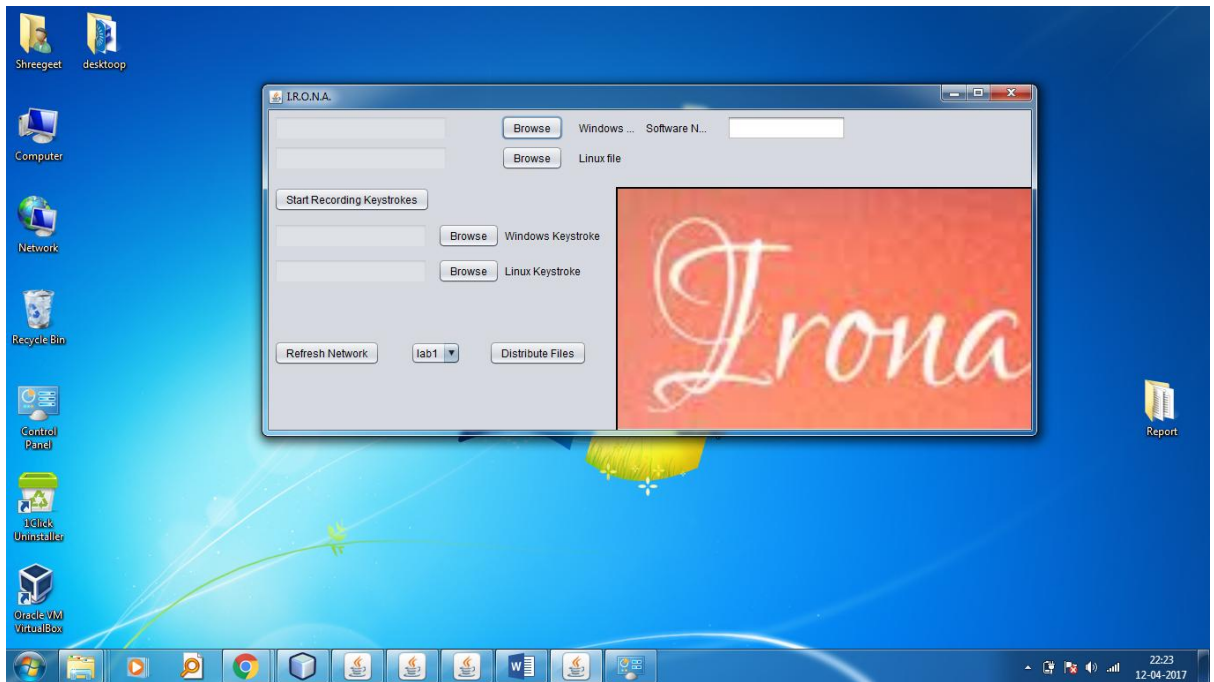 Shreegeet
desktoop
Computer
Network
Recycle Bin
Control
Panel
1Click
Uninstaller
Oracle VM
VirtualBox
I.R.O.N.A.
Browse Windows ... Software N...
Browse Linux file
Start Recording Keystrokes
Browse Windows Keystroke
Browse Linux Keystroke
Refresh Network lab1 Distribute Files
Irona
Report
22:23
12-04-2017